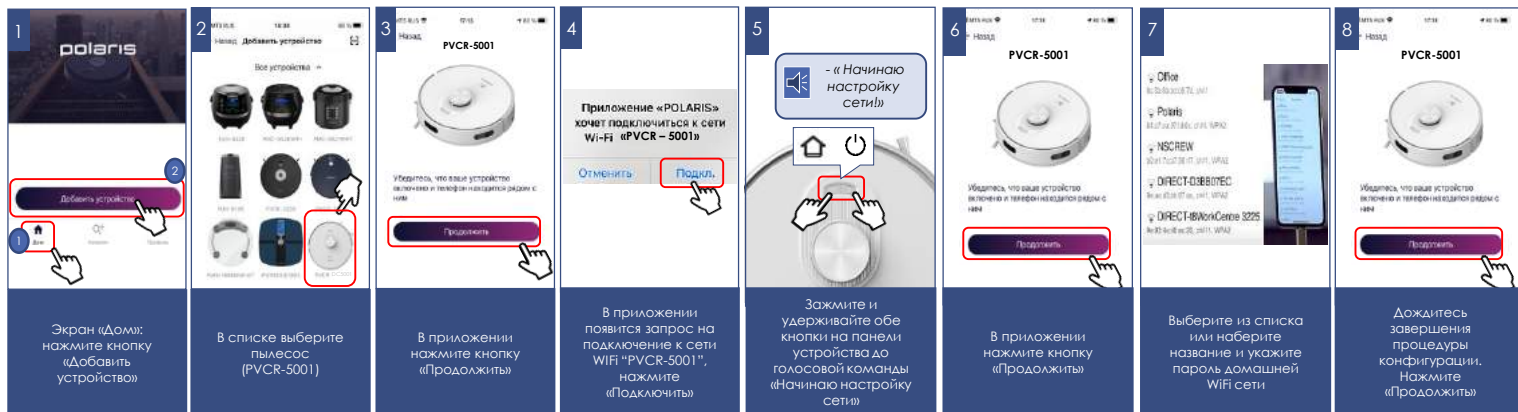 1
polaris
2
Добавить устройство
1
Дом
Экран «Дом»:
нажмите кнопку
«Добавить
устройство»
2
Назад Добавить устройство
Все устройства
В списке выберите
пылесос
(PVCR-5001)
3
Назад
PVCR-5001
Убедитесь, что ваше устройство
включено и телефон находится рядом с
ним
Продолжить
В приложении
нажмите кнопку
«Продолжить»
4
Приложение «POLARIS»
хочет подключиться к сети
Wi-Fi «PVCR – 5001»
Отменить Подкл.
В приложении
появится запрос на
подключение к сети
WIFi “PVCR-5001”,
нажмите
«Подключить»
5
- « Начинаю
настройку
сети!»
Зажмите и
удерживайте обе
кнопки на панели
устройства до
голосовой команды
«Начинаю настройку
сети»
6
Назад
PVCR-5001
Убедитесь, что ваше устройство
включено и телефон находится рядом с
ним
Продолжить
В приложении
нажмите кнопку
«Продолжить»
7
Office
Polaris
NSCREW
DIRECT-D3BB07EC
DIRECT-I8WorkCentre 3225
Выберите из списка
или наберите
название и укажите
пароль домашней
WiFi сети
8
Назад
PVCR-5001
Убедитесь, что ваше устройство
включено и телефон находится рядом с
ним
Продолжить
Дождитесь
завершения
процедуры
конфигурации.
Нажмите
«Продолжить»